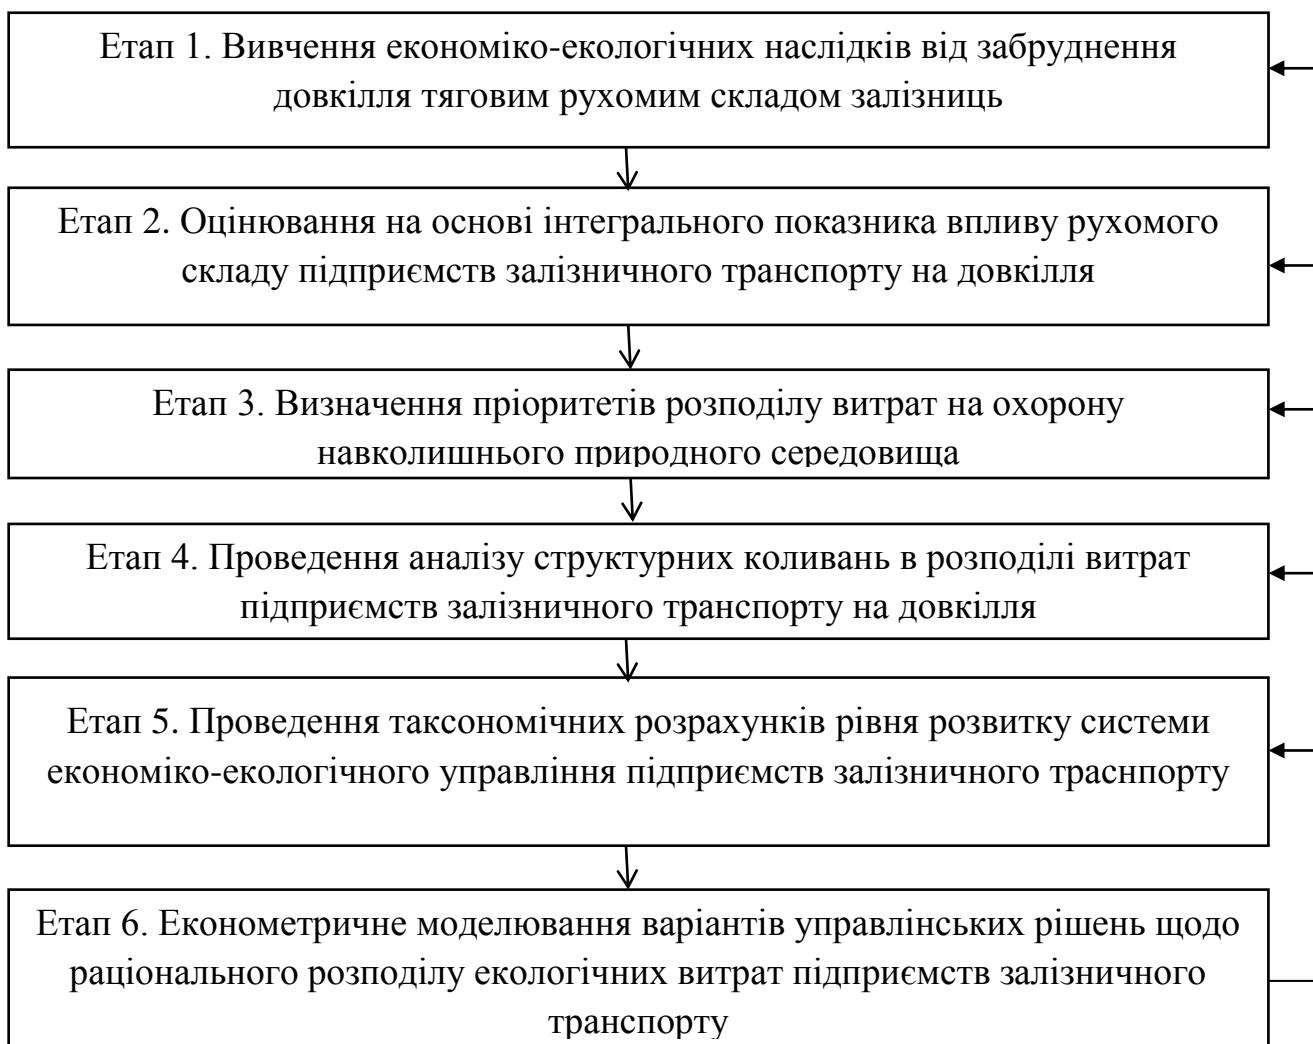 Етап 1. Вивчення економіко-екологічних наслідків від забруднення
довкілля тяговим рухомим складом залізниць
Етап 2. Оцінювання на основі інтегрального показника впливу рухомого
складу підприємств залізничного транспорту на довкілля
Етап 3. Визначення пріоритетів розподілу витрат на охорону
навколишнього природного середовища
Етап 4. Проведення аналізу структурних коливань в розподілі витрат
підприємств залізничного транспорту на довкілля
Етап 5. Проведення таксономічних розрахунків рівня розвитку системи
економіко-екологічного управління підприємств залізничного траснпорту
Етап 6. Економетричне моделювання варіантів управлінських рішень щодо
раціонального розподілу екологічних витрат підприємств залізничного
транспорту